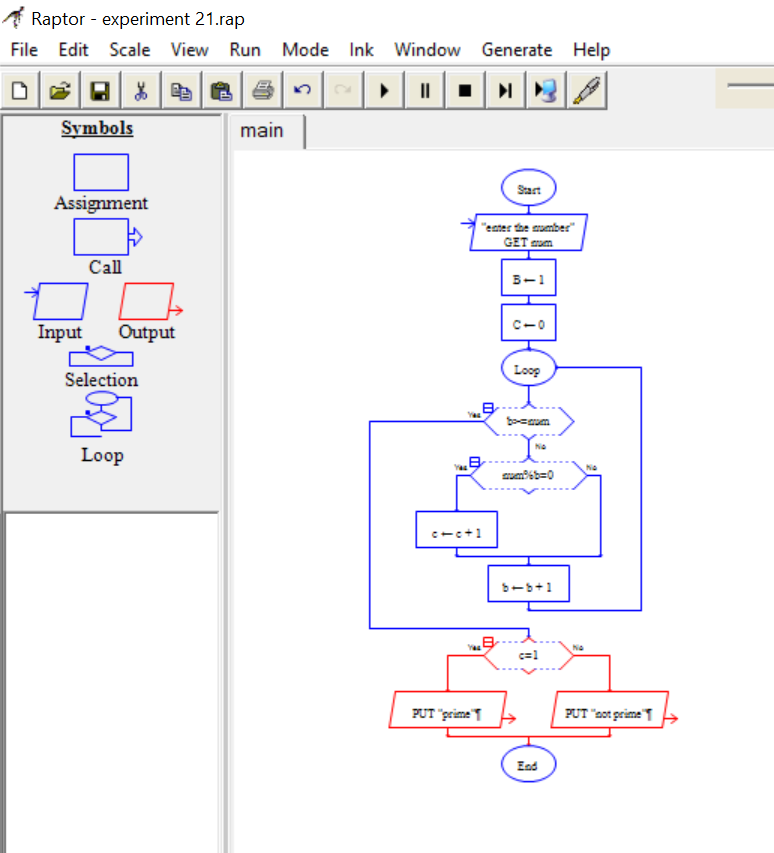 Raptor - experiment 21.rap
File Edit Scale View Run Mode Ink Window Generate Help
Symbols
Assignment
Call
Input Output
Selection
Loop
main
Start
"enter the number"
GET num
B ← 1
C ← 0
Loop
Yes b>=num
No
Yes num%b=0 No
c ← c + 1
b ← b + 1
Yes c=1 No
PUT "prime"¶ PUT "not prime"¶
End